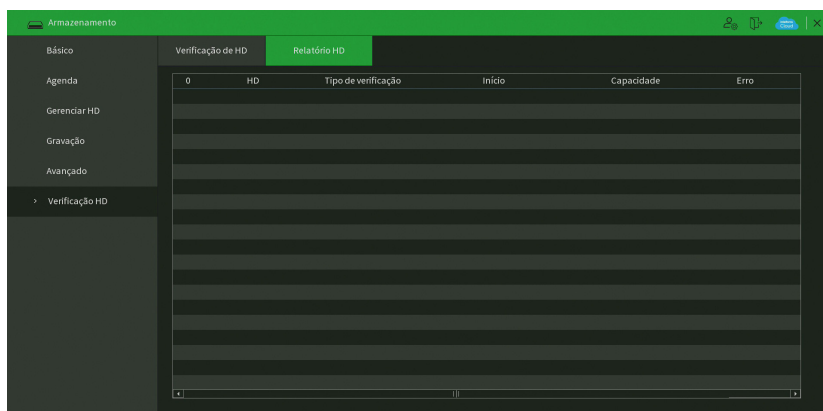 Armazenamento
Básico
Verificação de HD
Relatório HD
Agenda
0 HD Tipo de verificação Início Capacidade Erro
Gerenciar HD
Gravação
Avançado
Verificação HD